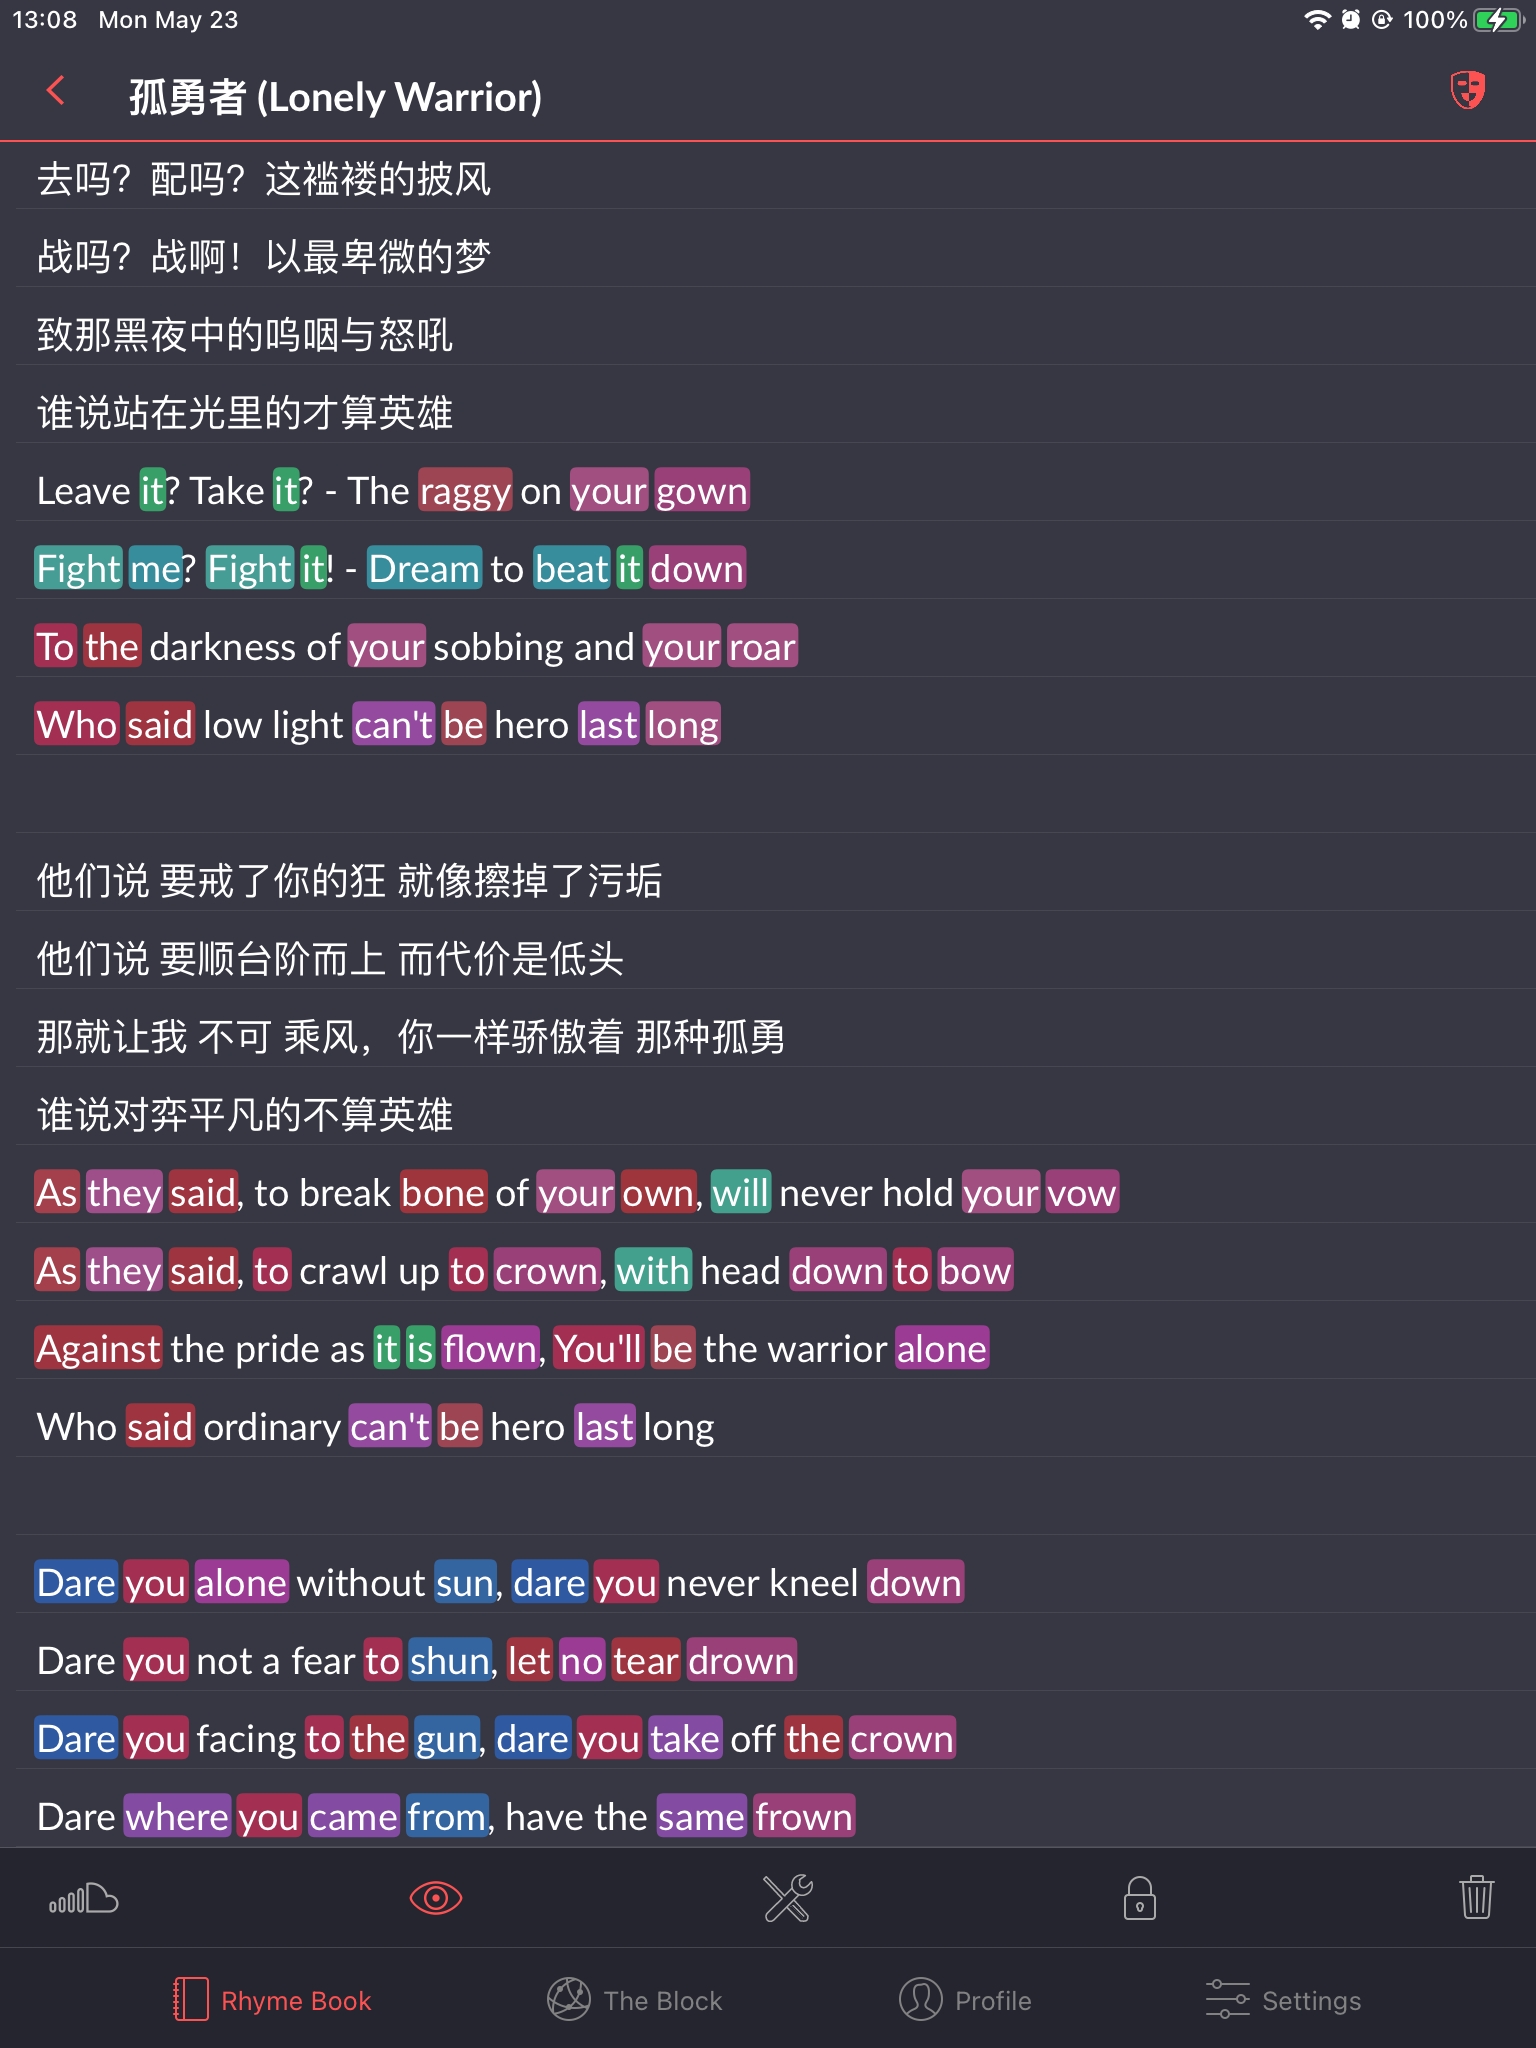 13:08 Mon May 23
100%
孤勇者 (Lonely Warrior)
去吗？配吗？这褴褛的披风
战吗？战啊！以最卑微的梦
致那黑夜中的呜咽与怒吼
谁说站在光里的才算英雄
Leave it? Take it? - The raggy on your gown
Fight me? Fight it! - Dream to beat it down
To the darkness of your sobbing and your roar
Who said low light can't be hero last long
他们说 要戒了你的狂 就像擦掉了污垢
他们说 要顺台阶而上 而代价是低头
那就让我 不可 乘风，你一样骄傲着 那种孤勇
谁说对弈平凡的不算英雄
As they said, to break bone of your own, will never hold your vow
As they said, to crawl up to crown, with head down to bow
Against the pride as it is flown, You'll be the warrior alone
Who said ordinary can't be hero last long
Dare you alone without sun, dare you never kneel down
Dare you not a fear to shun, let no tear drown
Dare you facing to the gun, dare you take off the crown
Dare where you came from, have the same frown
Rhyme Book
The Block
Profile
Settings